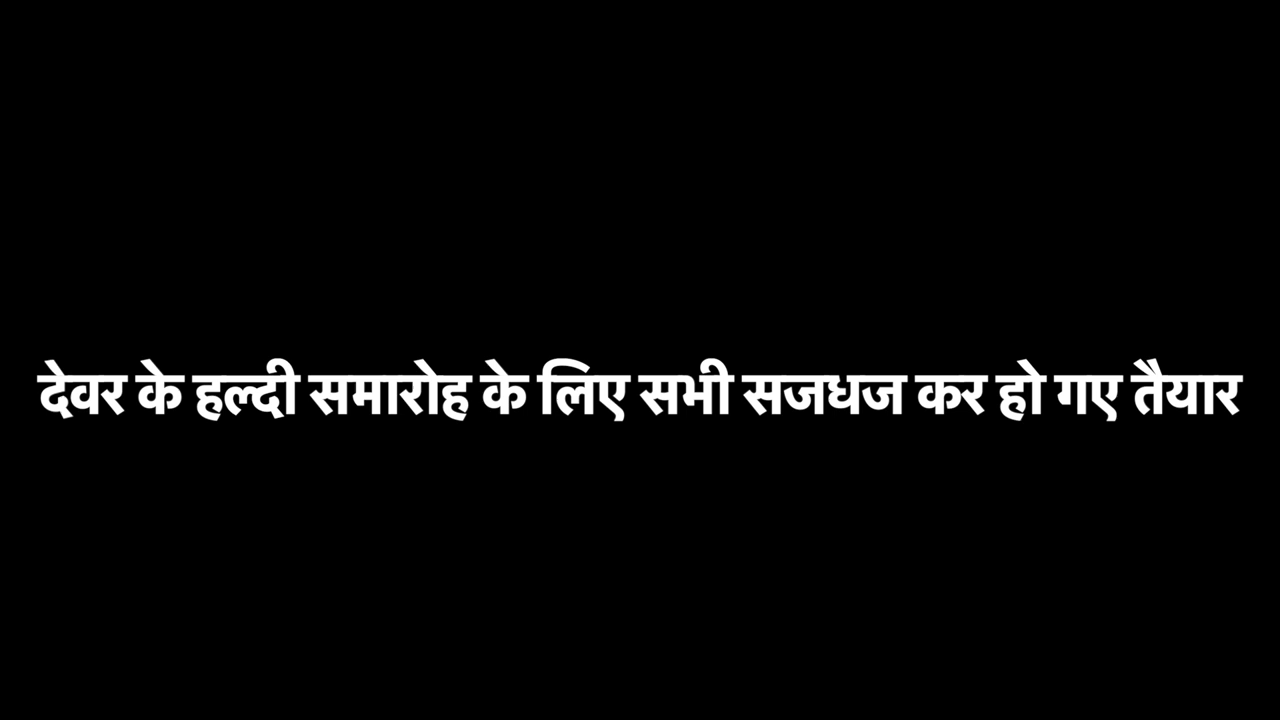 देवर के हल्दी समारोह के लिए सभी सजधज कर हो गए तैयार